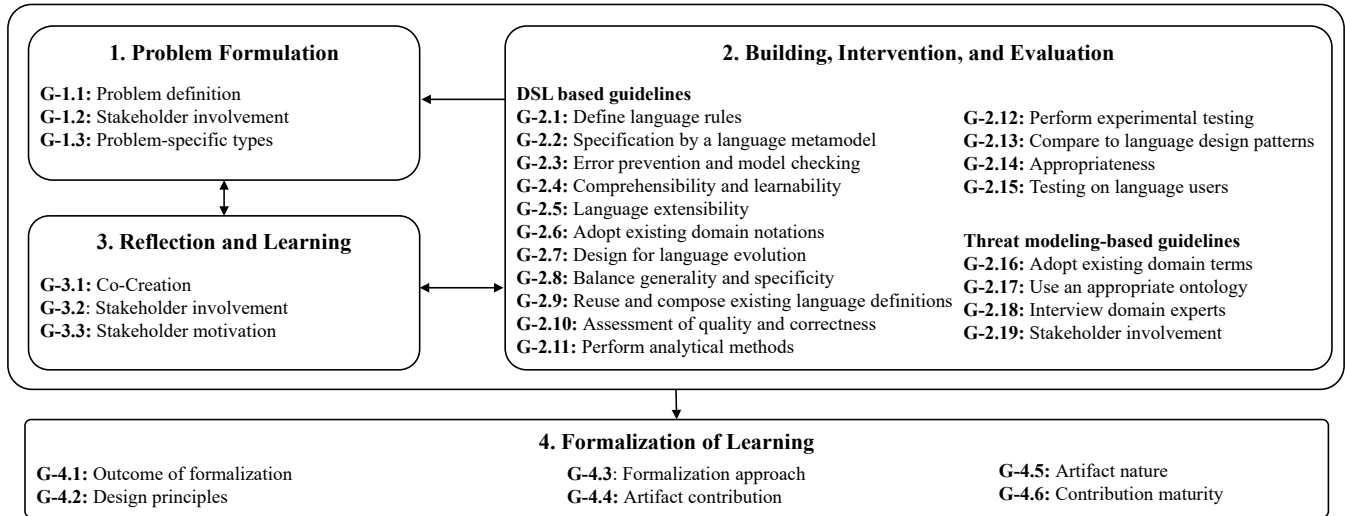 1. Problem Formulation
G-1.1: Problem definition
G-1.2: Stakeholder involvement
G-1.3: Problem-specific types
2. Building, Intervention, and Evaluation
DSL based guidelines
G-2.1: Define language rules
G-2.2: Specification by a language metamodel
G-2.3: Error prevention and model checking
G-2.4: Comprehensibility and learnability
G-2.5: Language extensibility
G-2.6: Adopt existing domain notations
G-2.7: Design for language evolution
G-2.8: Balance generality and specificity
G-2.9: Reuse and compose existing language definitions
G-2.10: Assessment of quality and correctness
G-2.11: Perform analytical methods
G-2.12: Perform experimental testing
G-2.13: Compare to language design patterns
G-2.14: Appropriateness
G-2.15: Testing on language users
Threat modeling-based guidelines
G-2.16: Adopt existing domain terms
G-2.17: Use an appropriate ontology
G-2.18: Interview domain experts
G-2.19: Stakeholder involvement
3. Reflection and Learning
G-3.1: Co-Creation
G-3.2: Stakeholder involvement
G-3.3: Stakeholder motivation
4. Formalization of Learning
G-4.1: Outcome of formalization
G-4.2: Design principles
G-4.3: Formalization approach
G-4.4: Artifact contribution
G-4.5: Artifact nature
G-4.6: Contribution maturity